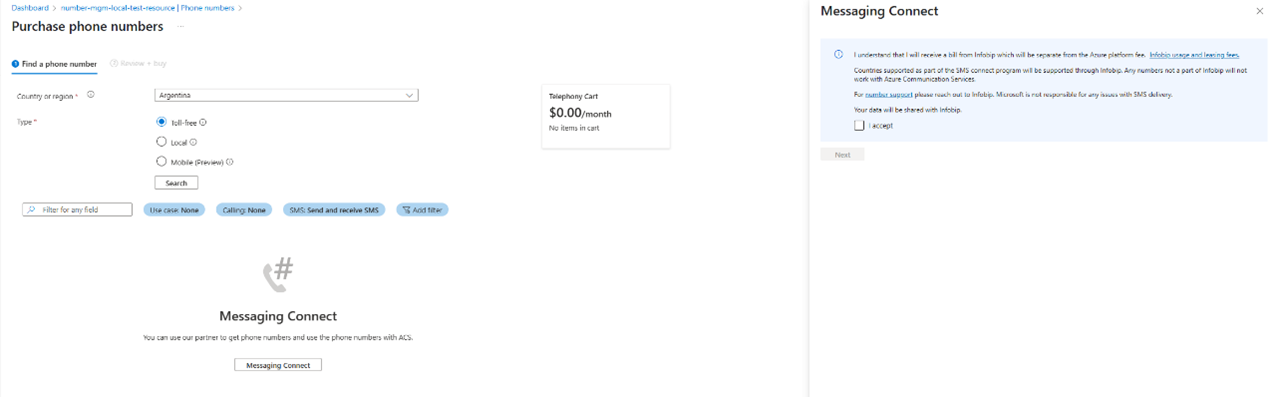 Dashboard > number-mgm-local-test-resource | Phone numbers >
Purchase phone numbers ...
1 Find a phone number 2 Review + buy
Country or region *
Argentina
Type *
Toll-free
Local
Mobile (Preview)
Search
Filter for any field
Use case: None
Calling: None
SMS: Send and receive SMS
Add filter
#
Messaging Connect
You can use our partner to get phone numbers and use the phone numbers with ACS.
Messaging Connect
Telephony Cart
$0.00/month
No items in cart
Messaging Connect
I understand that I will receive a bill from Infobip which will be separate from the Azure platform fee. Infobip usage and leasing fees.
Countries supported as part of the SMS connect program will be supported through Infobip. Any numbers not a part of Infobip will not
work with Azure Communication Services.
For number support please reach out to Infobip. Microsoft is not responsible for any issues with SMS delivery.
Your data will be shared with Infobip.
I accept
Next